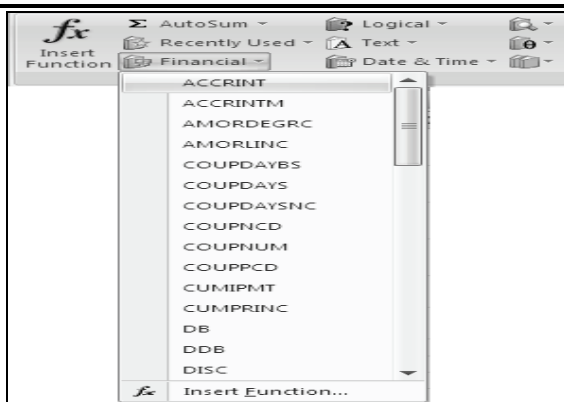 fx
Insert
Function
Σ AutoSum
Recently Used
Financial
Logical
A Text
Date & Time
θ
ACCRINT
ACCRINTM
AMORDEGRC
AMORLINC
COUPDAYBS
COUPDAYS
COUPDAYSNC
COUPNCD
COUPNUM
COUPPCD
CUMIPMT
CUMPRINC
DB
DDB
DISC
fx Insert Function...